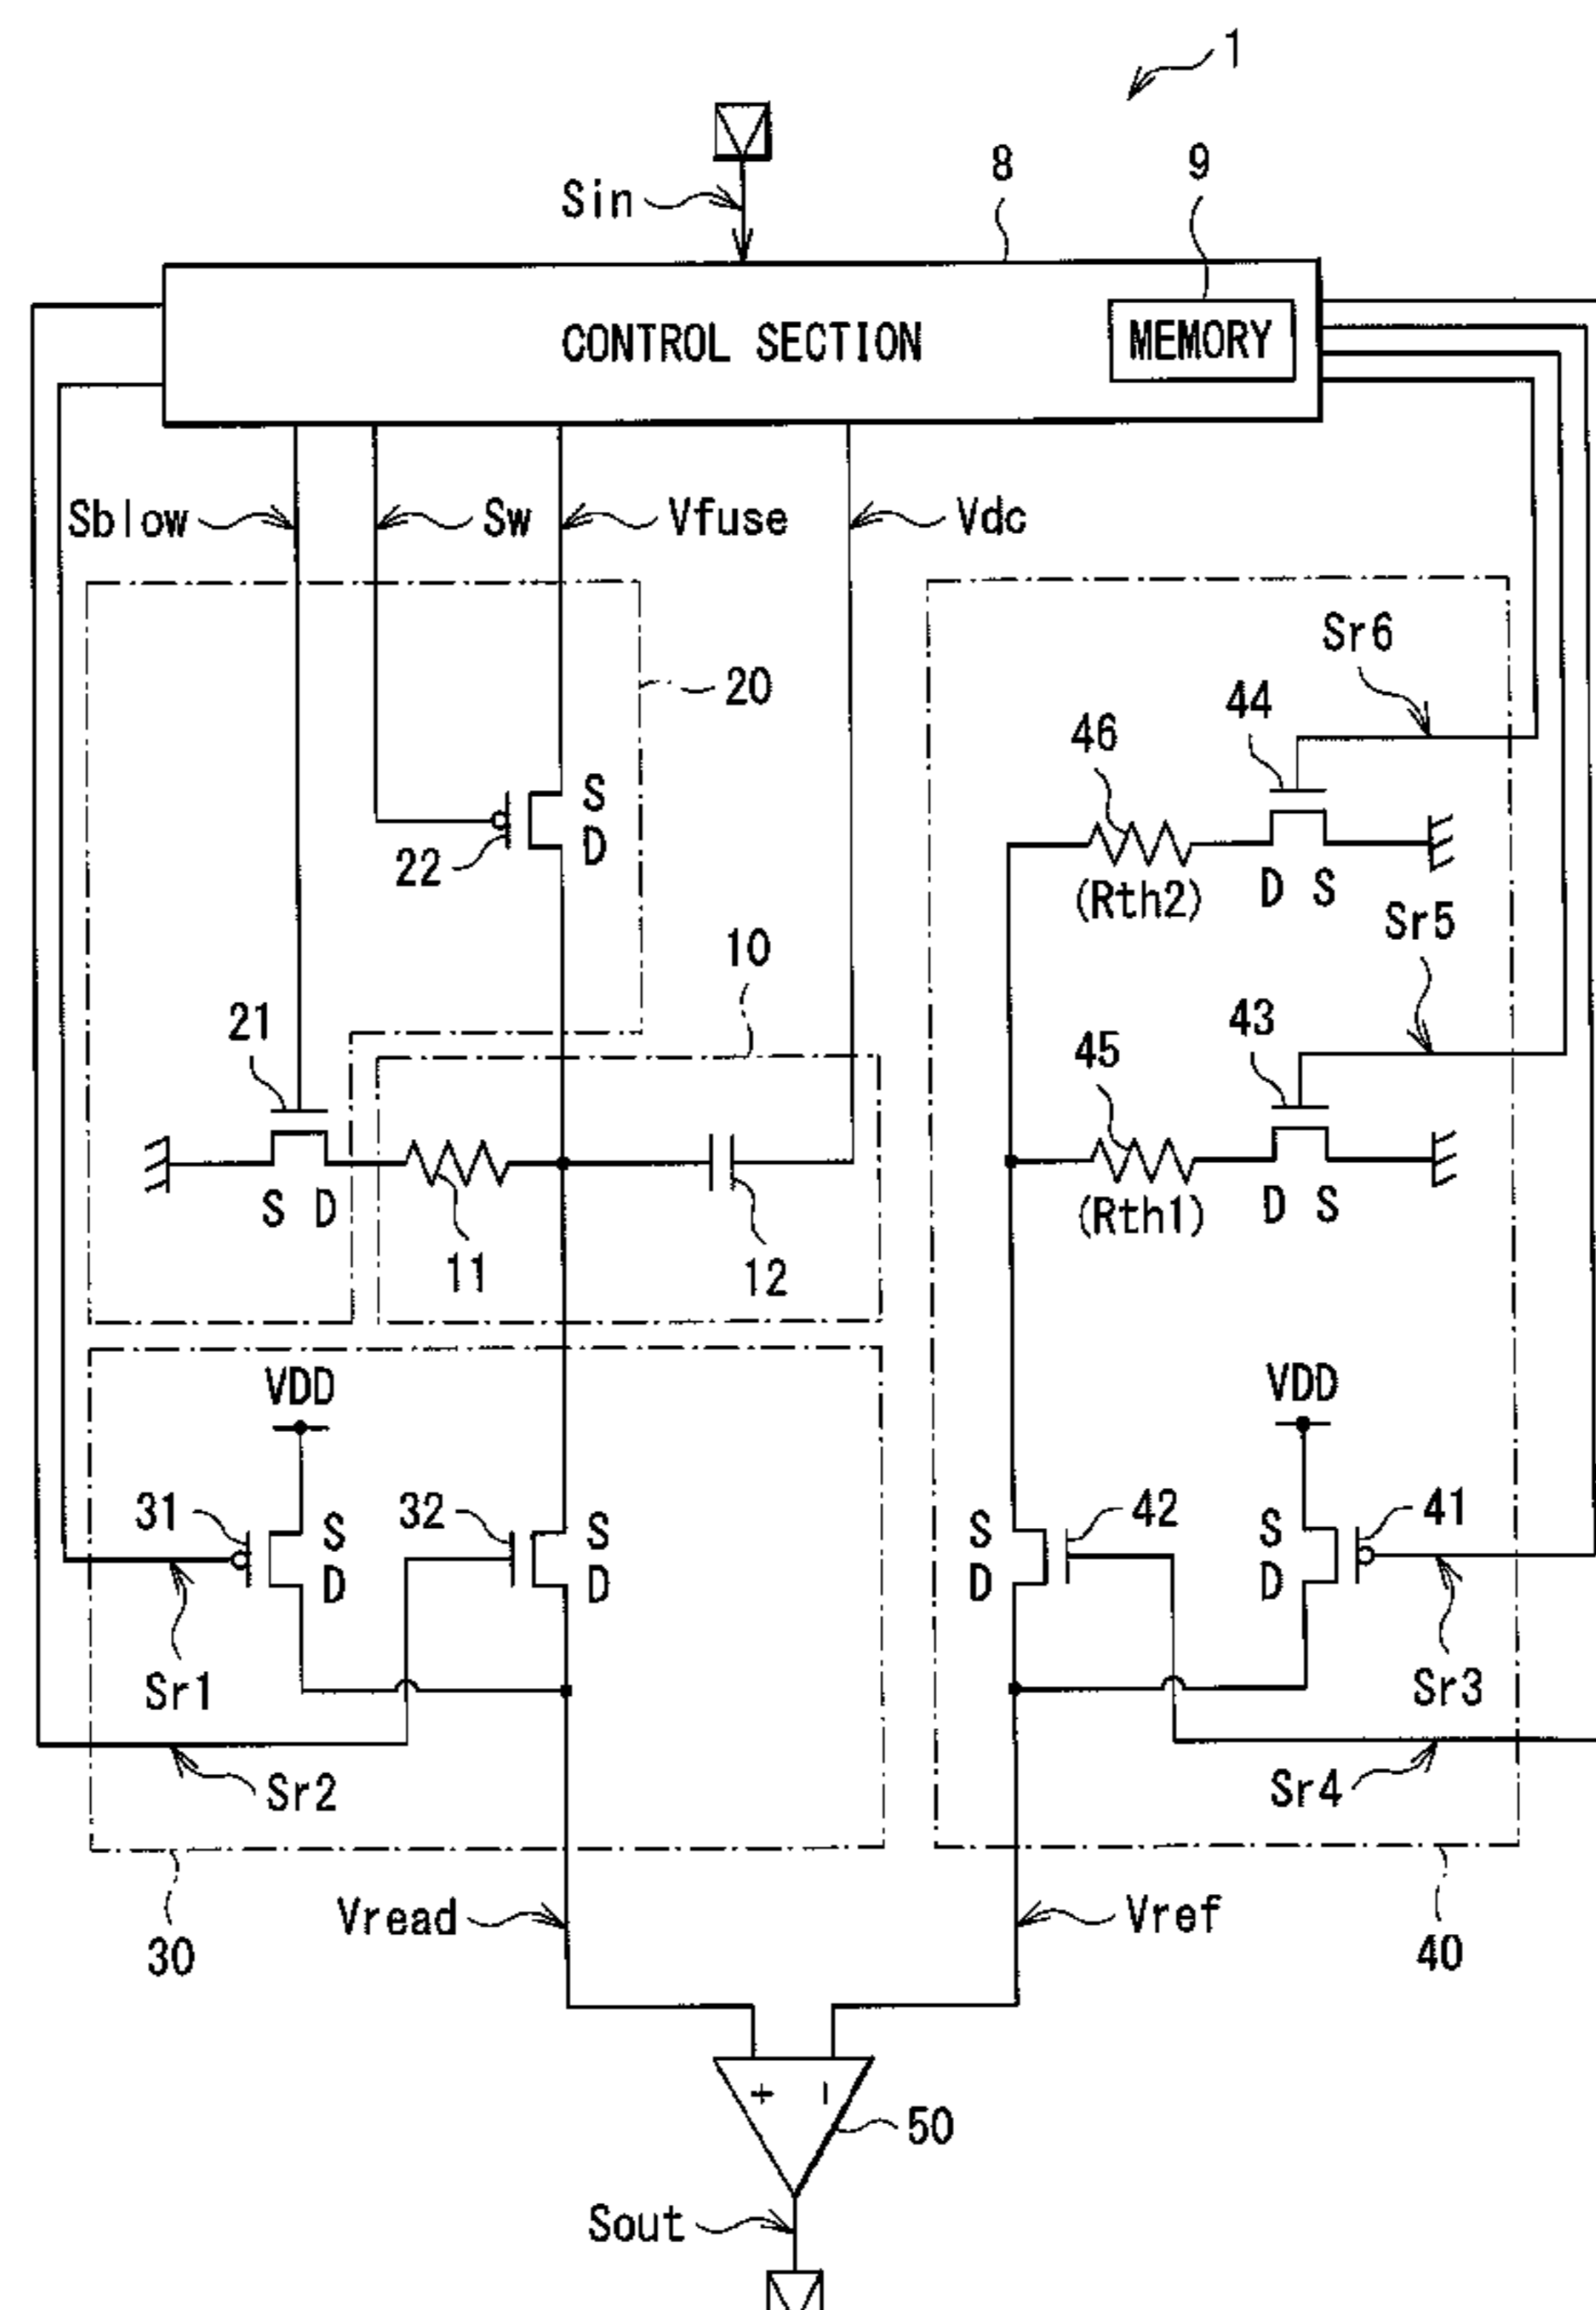 1
Sin
8
9
CONTROL SECTION
MEMORY
Sblow
Sw
Vfuse
Vdc
20
Sr6
44
46
S
D
22
(Rth2)
D S
Sr5
10
21
43
45
S D
11
12
(Rth1)
D S
VDD
VDD
31
32
42
41
S
D
S
D
S
D
S
D
Sr1
Sr3
Sr2
Sr4
Vread
Vref
30
40
+ −
50
Sout